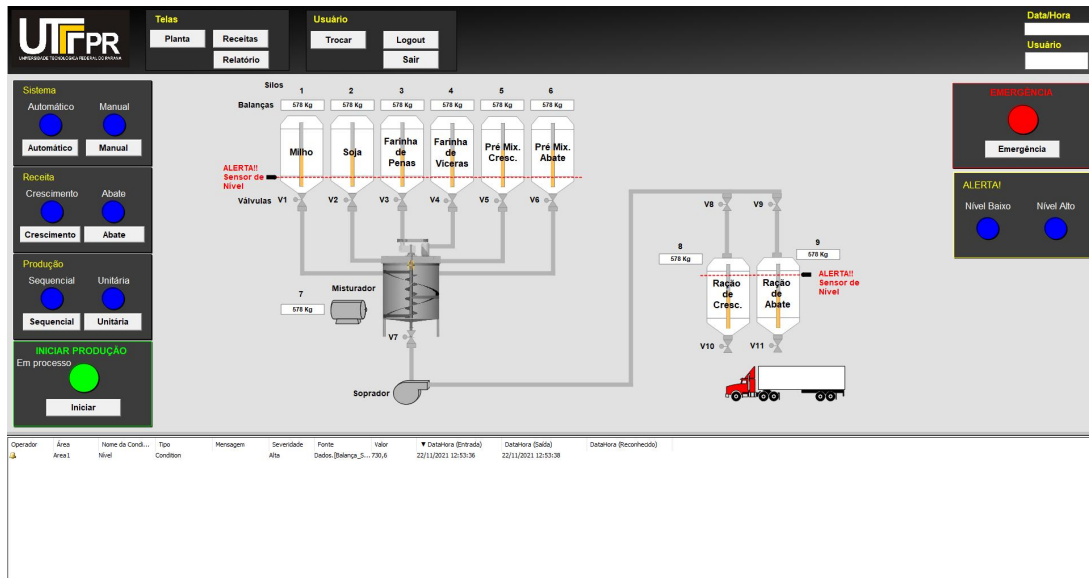 UTFPR
UNIVERSIDADE TECNOLÓGICA FEDERAL DO PARANÁ
Telas
Planta Receitas
Relatório
Usuário
Trocar Logout
Sair
Data/Hora
Usuário
Sistema
Automático Manual
Automático Manual
Receita
Crescimento Abate
Crescimento Abate
Produção
Sequencial Unitária
Sequencial Unitária
INICIAR PRODUÇÃO
Em processo
Iniciar
Silos 1 2 3 4 5 6
Balanças 578 Kg 578 Kg 578 Kg 578 Kg 578 Kg 578 Kg
Milho
Soja
Farinha
de
Penas
Farinha
de
Viceras
Pré Mix.
Cresc.
Pré Mix.
Abate
ALERTA!!
Sensor de
Nível
Válvulas V1 V2 V3 V4 V5 V6
7
578 Kg
Misturador
V7
Soprador
V8 V9
8
578 Kg
9
578 Kg
Ração
de
Cresc.
Ração
de
Abate
ALERTA!!
Sensor de
Nível
V10 V11
EMERGÊNCIA
Emergência
ALERTA!
Nível Baixo Nível Alto
Operador Área Nome da Condi... Tipo Mensagem Severidade Fonte Valor ▼ DataHora (Entrada) DataHora (Saída) DataHora (Reconhecido)
Area1 Nível Condition Alta Dados.[Balança_S... 730,6 22/11/2021 12:53:36 22/11/2021 12:53:38